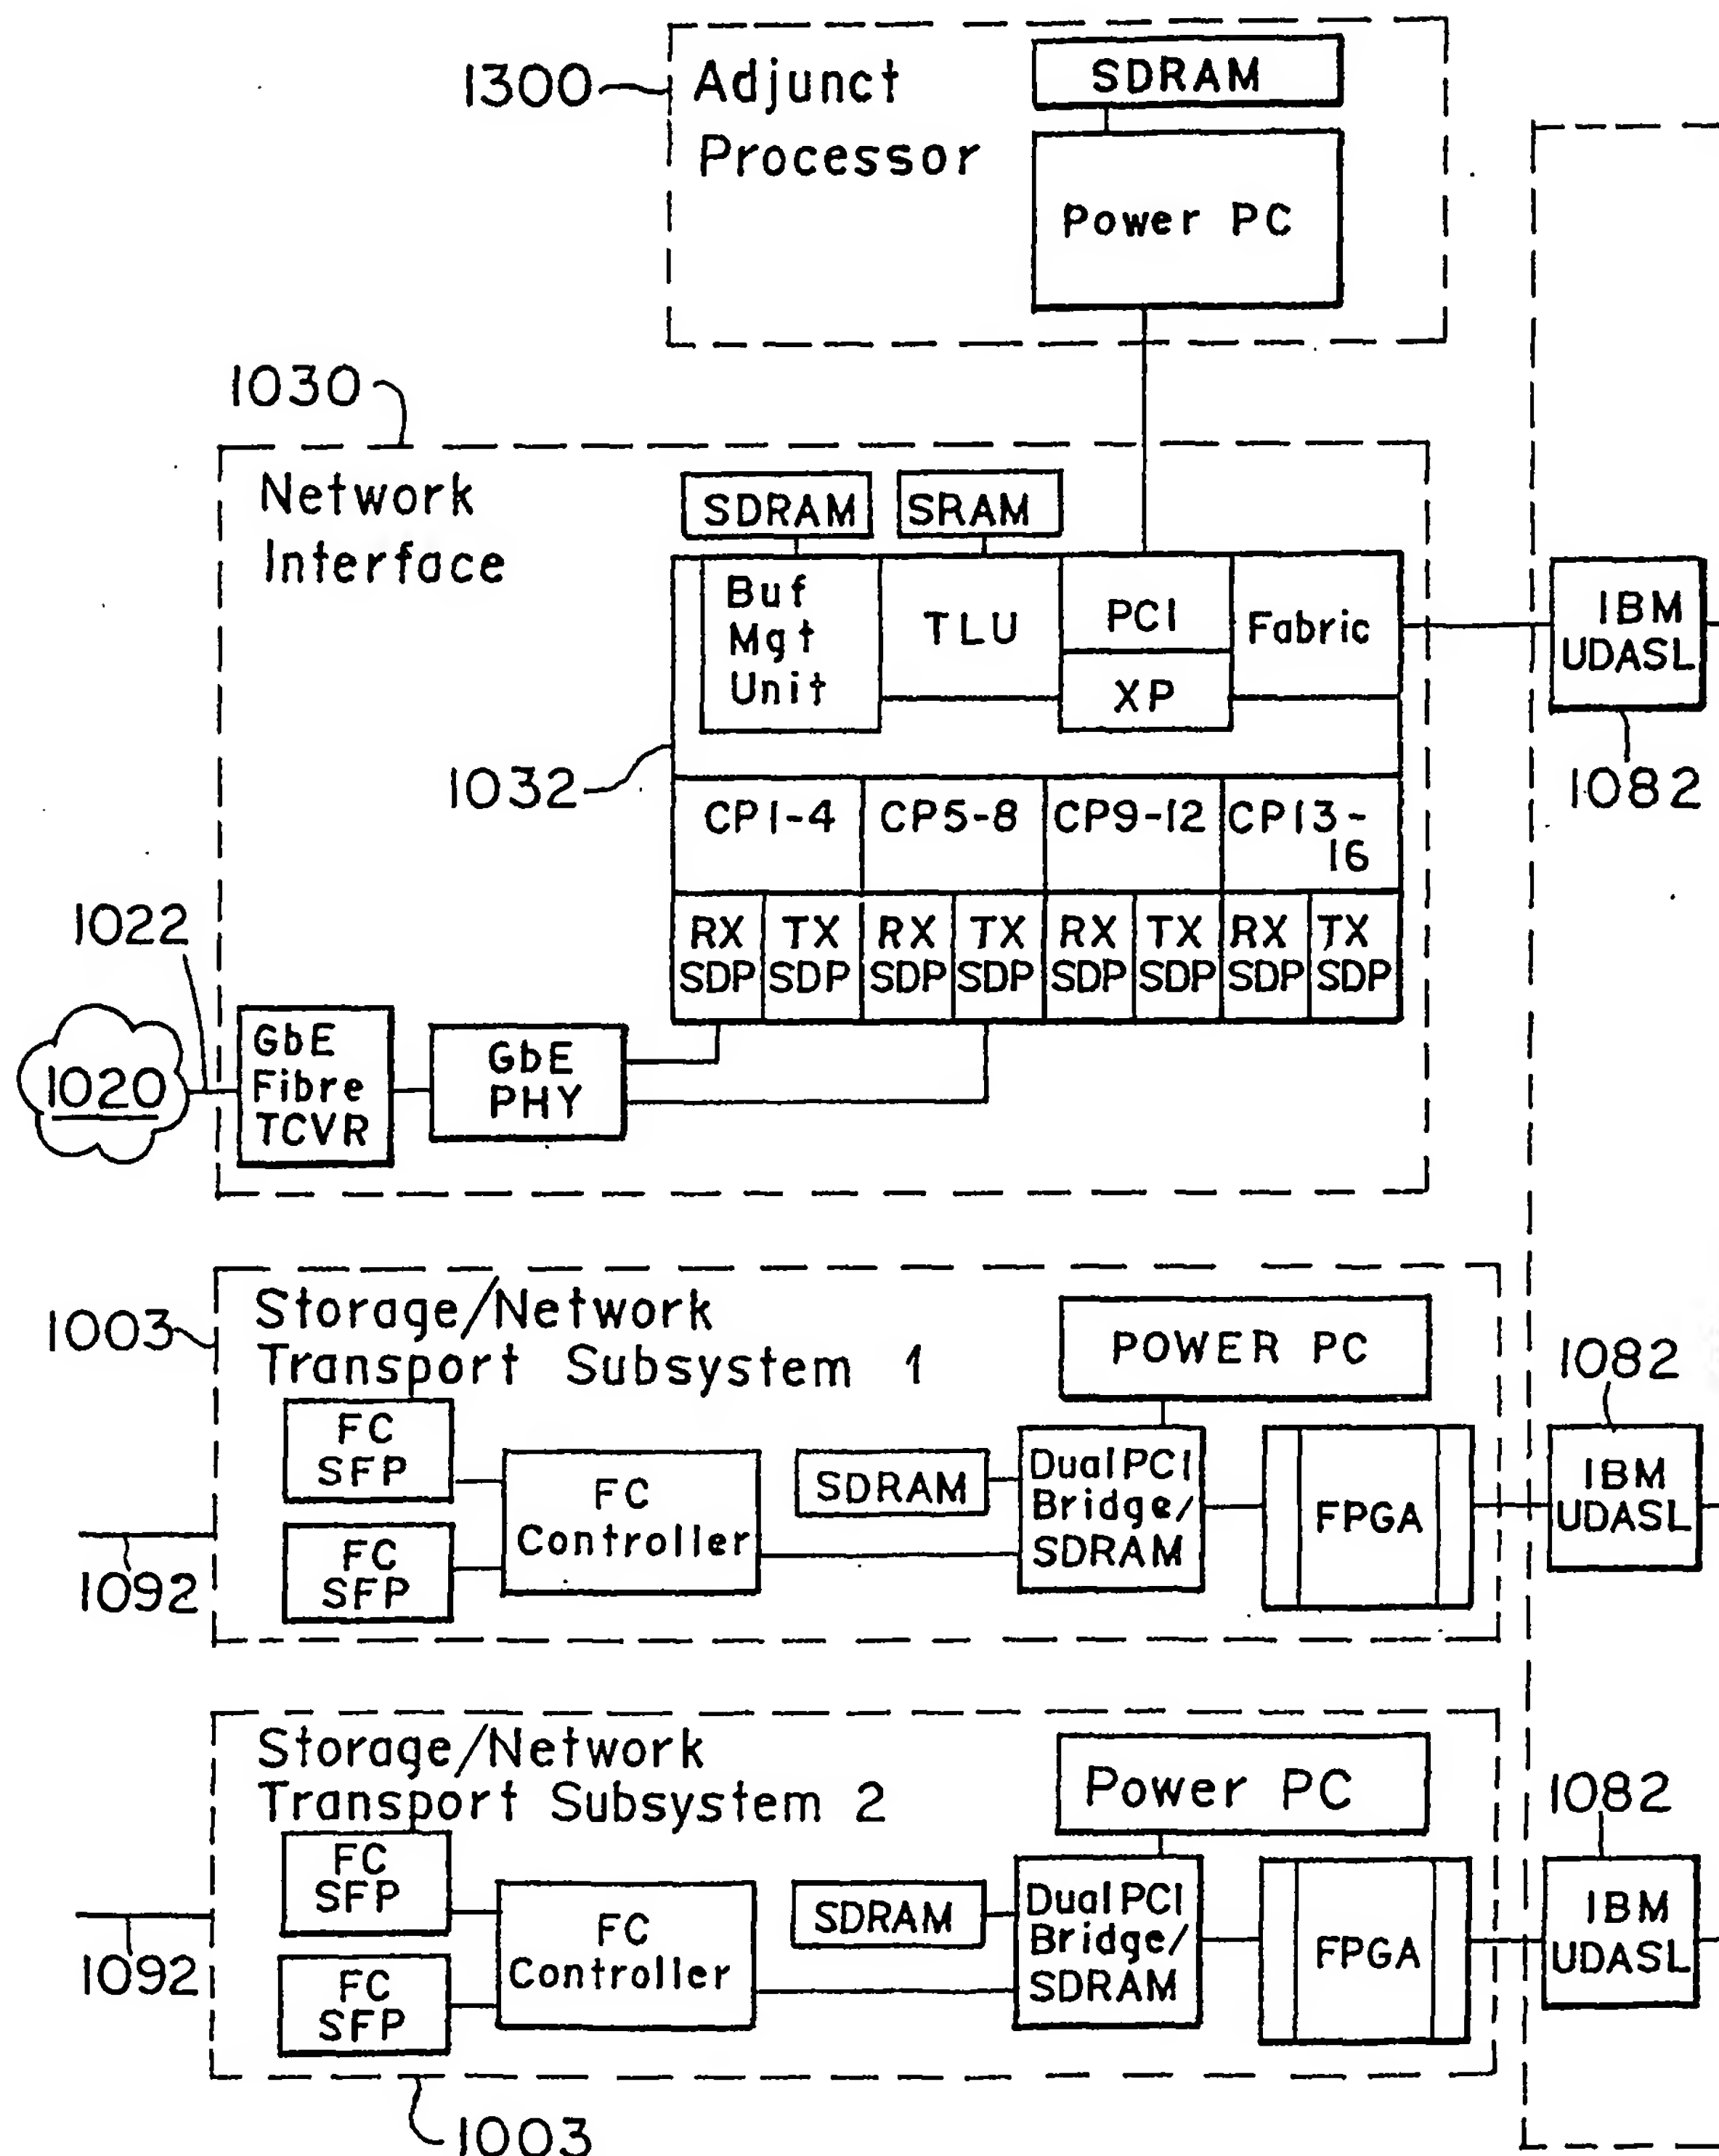 1300
Adjunct
Processor
SDRAM
Power PC
1030
Network
Interface
SDRAM
SRAM
Buf
Mgt
Unit
TLU
PCI
XP
Fabric
IBM
UDASL
1082
1032
CP1-4
CP5-8
CP9-12
CP13-
16
RX
SDP
TX
SDP
RX
SDP
TX
SDP
RX
SDP
TX
SDP
RX
SDP
TX
SDP
1022
1020
GbE
Fibre
TCVR
GbE
PHY
1003
Storage/Network
Transport Subsystem 1
POWER PC
1082
FC
SFP
FC
SFP
FC
Controller
SDRAM
Dual PCI
Bridge/
SDRAM
FPGA
IBM
UDASL
1092
Storage/Network
Transport Subsystem 2
Power PC
1082
FC
SFP
FC
SFP
FC
Controller
SDRAM
Dual PCI
Bridge/
SDRAM
FPGA
IBM
UDASL
1092
1003